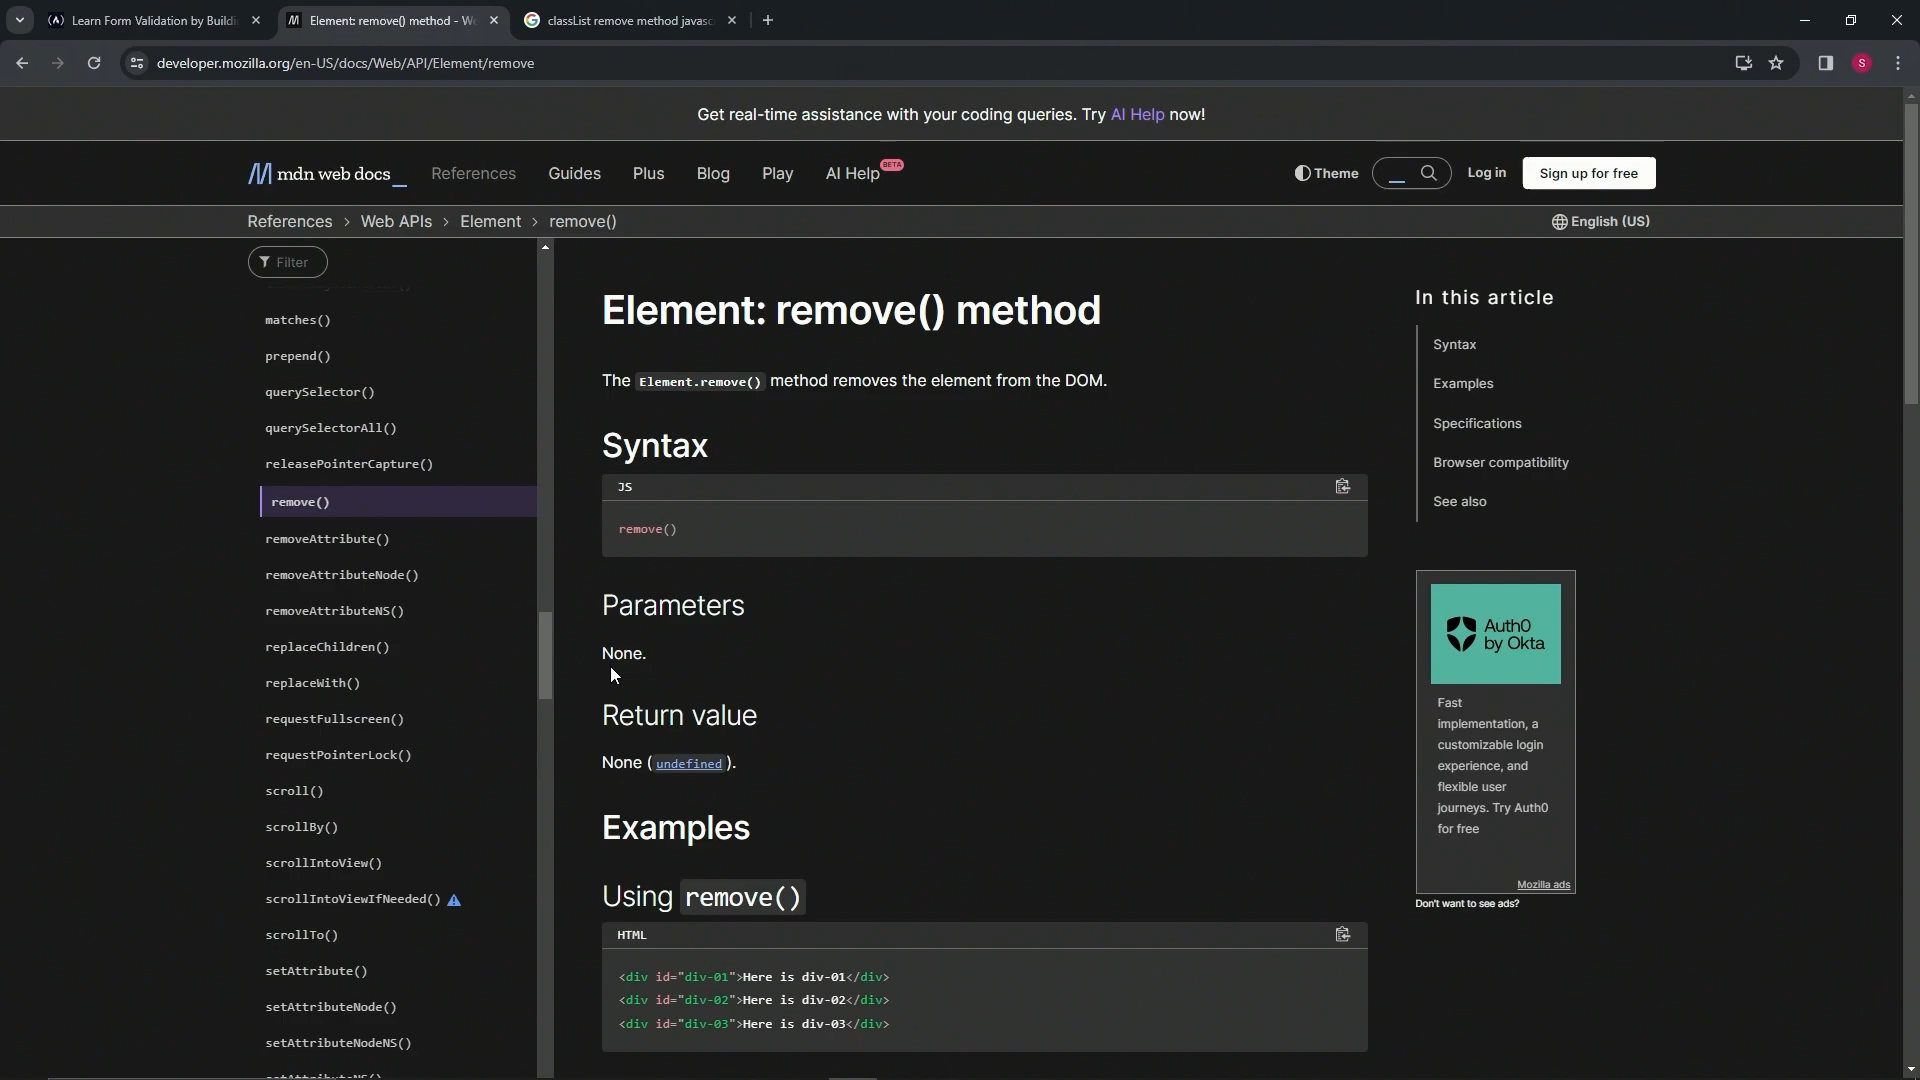 Learn Form Validation by Buildi
Element: remove() method - We
classList remove method javasc
developer.mozilla.org/en-US/docs/Web/API/Element/remove
S
Get real-time assistance with your coding queries. Try AI Help now!
mdn web docs_
References
Guides
Plus
Blog
Play
AI Help
BETA
Theme
Log in
Sign up for free
References > Web APIs > Element > remove()
English (US)
Filter
matches()
prepend()
querySelector()
querySelectorAll()
releasePointerCapture()
remove()
removeAttribute()
removeAttributeNode()
removeAttributeNS()
replaceChildren()
replaceWith()
requestFullscreen()
requestPointerLock()
scroll()
scrollBy()
scrollIntoView()
scrollIntoViewIfNeeded()
scrollTo()
setAttribute()
setAttributeNode()
setAttributeNodeNS()
Element: remove() method
The Element.remove() method removes the element from the DOM.
Syntax
JS
remove()
Parameters
None.
Return value
None (undefined).
Examples
Using remove()
HTML
<div id="div-01">Here is div-01</div>
<div id="div-02">Here is div-02</div>
<div id="div-03">Here is div-03</div>
In this article
Syntax
Examples
Specifications
Browser compatibility
See also
Auth0
by Okta
Fast
implementation, a
customizable login
experience, and
flexible user
journeys. Try Auth0
for free
Mozilla ads
Don't want to see ads?